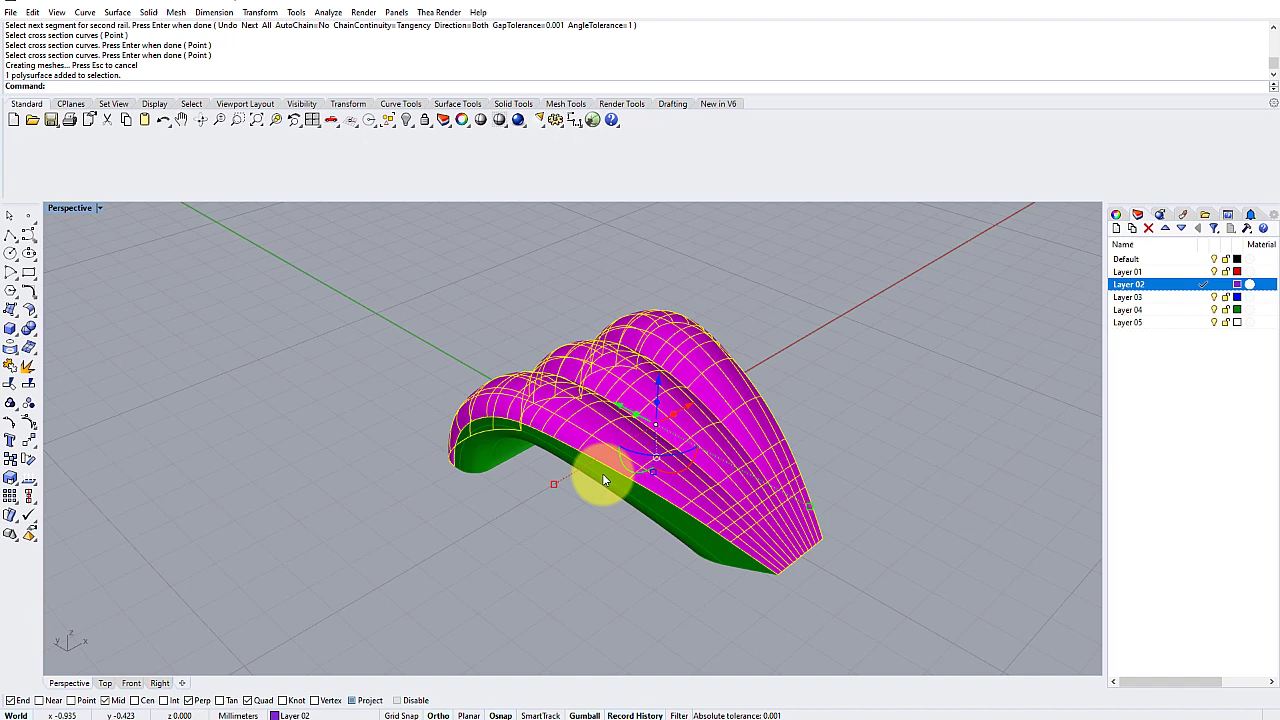 File Edit View Curve Surface Solid Mesh Dimension Transform Tools Analyze Render Panels Thea Render Help
Select next segment for second rail. Press Enter when done ( Undo Next All AutoChain=No ChainContinuity=Tangency Direction=Both GapTolerance=0.001 AngleTolerance=1 )
Select cross section curves ( Point )
Select cross section curves. Press Enter when done ( Point )
Select cross section curves. Press Enter when done ( Point )
Creating meshes... Press Esc to cancel
1 polysurface added to selection.
Command:
Standard CPlanes Set View Display Select Viewport Layout Visibility Transform Curve Tools Surface Tools Solid Tools Mesh Tools Render Tools Drafting New in V6
Perspective
Name Material
Default
Layer 01
Layer 02
Layer 03
Layer 04
Layer 05
z
y x
Perspective Top Front Right
End Near Point Mid Cen Int Perp Tan Quad Knot Vertex Project Disable
World x -0.935 y -0.423 z 0.000 Millimeters Layer 02 Grid Snap Ortho Planar Osnap SmartTrack Gumball Record History Filter Absolute tolerance: 0.001